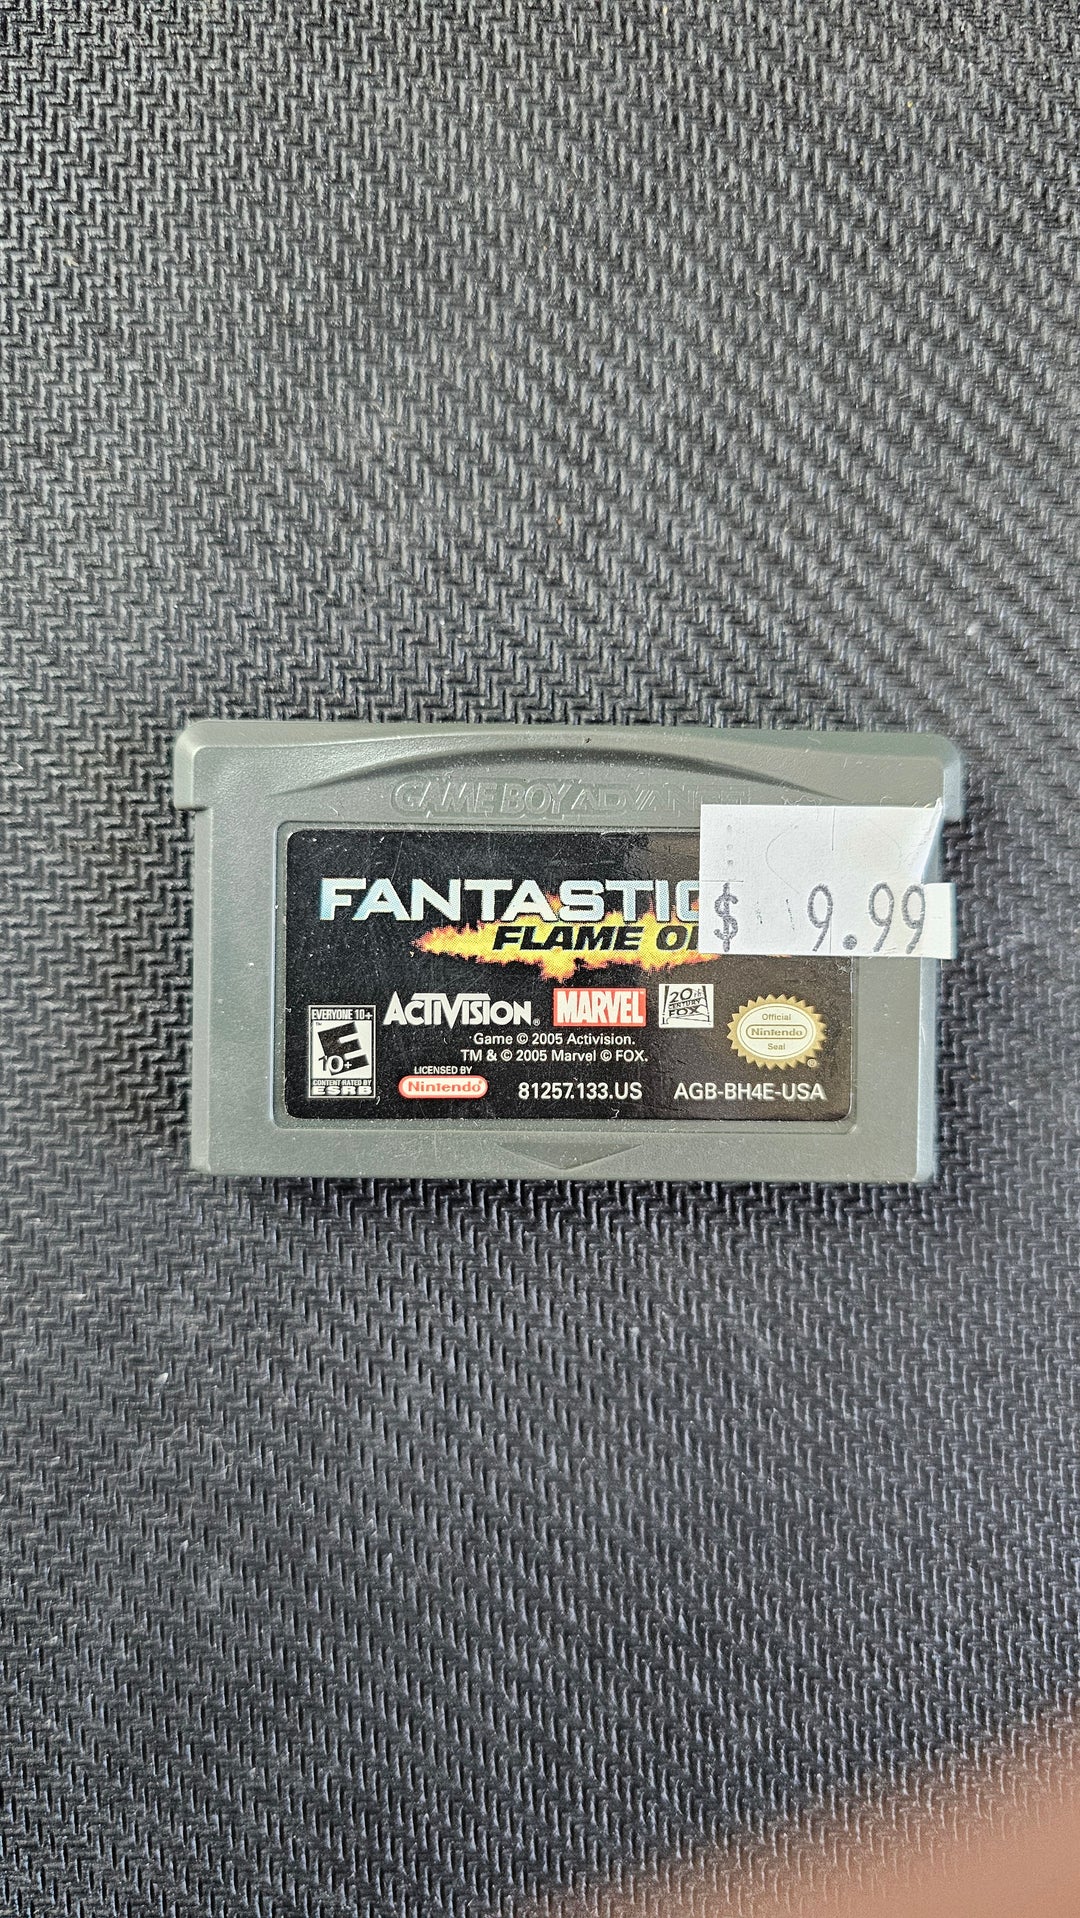 GAME BOY ADVAN
FANTASTIC
FLAME O
$ 9.99
EVERYONE 10+
E
10+
CONTENT RATED BY
ESRB
ACTIVISION®
MARVEL
20th
CENTURY
FOX
Game © 2005 Activision.
TM & © 2005 Marvel © FOX.
LICENSED BY
Nintendo®
81257.133.US
AGB-BH4E-USA
Official
Nintendo
Seal
®